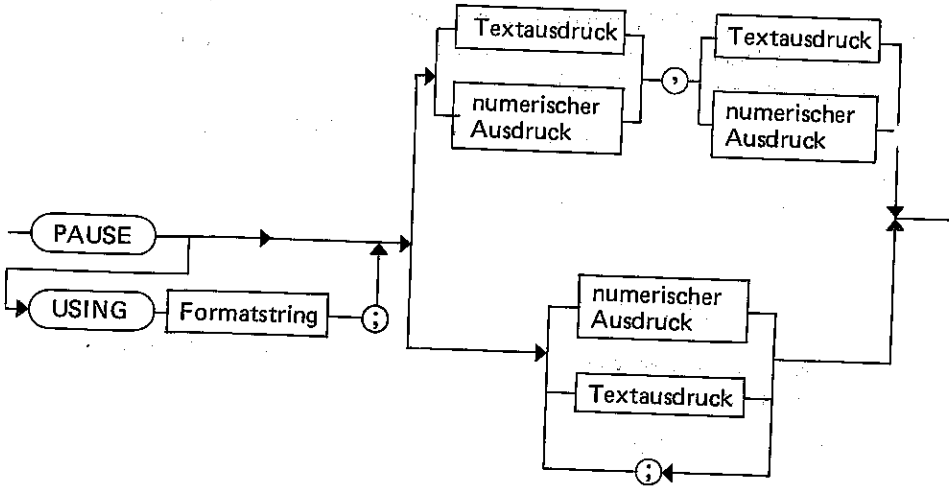 Textausdruck
numerischer
Ausdruck
,
Textausdruck
numerischer
Ausdruck
PAUSE
USING
Formatstring
;
numerischer
Ausdruck
Textausdruck
;